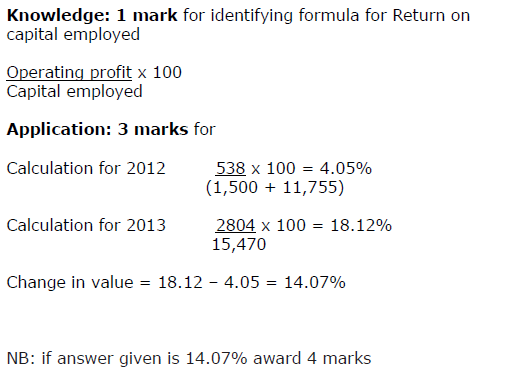 Knowledge: 1 mark for identifying formula for Return on
capital employed
Operating profit x 100
Capital employed
Application: 3 marks for
Calculation for 2012 538 x 100 = 4.05%
(1,500 + 11,755)
Calculation for 2013 2804 x 100 = 18.12%
15,470
Change in value = 18.12 – 4.05 = 14.07%
NB: if answer given is 14.07% award 4 marks